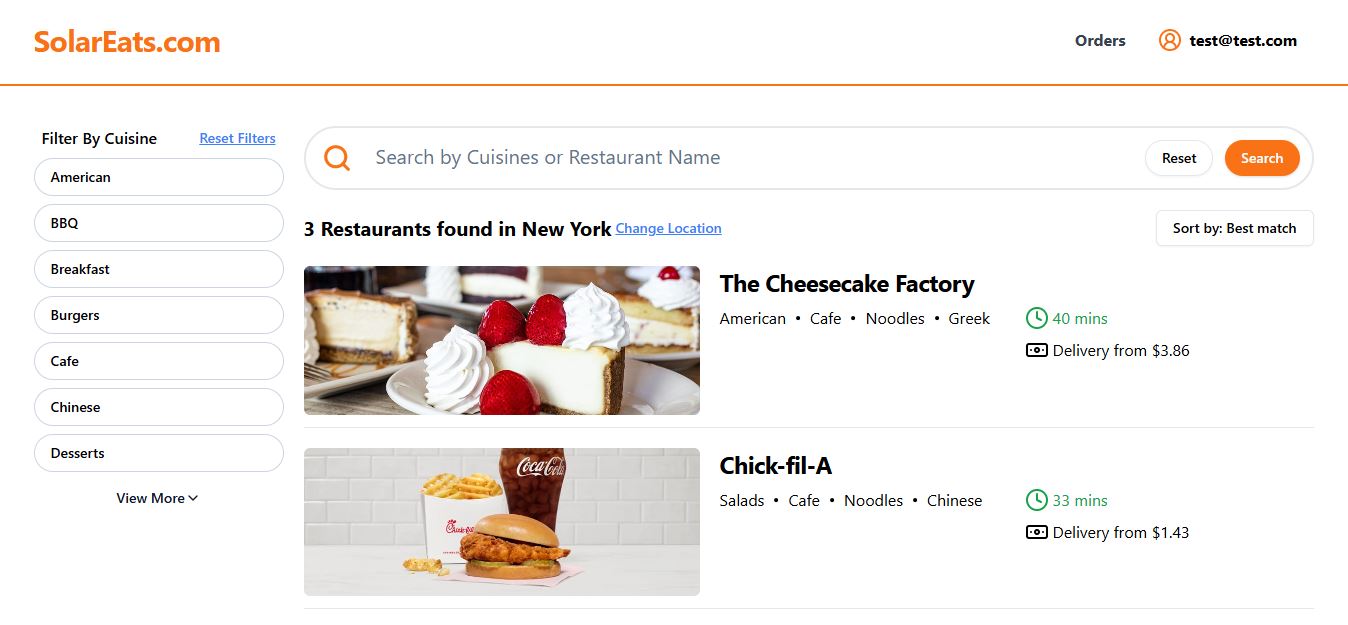 SolarEats.com
Orders
test@test.com
Filter By Cuisine
Reset Filters
American
BBQ
Breakfast
Burgers
Cafe
Chinese
Desserts
View More
Search by Cuisines or Restaurant Name
Reset
Search
3 Restaurants found in New York Change Location
Sort by: Best match
The Cheesecake Factory
American • Cafe • Noodles • Greek
40 mins
Delivery from $3.86
Coca-Cola
Chick-fil-A
Chick-fil-A
Salads • Cafe • Noodles • Chinese
33 mins
Delivery from $1.43